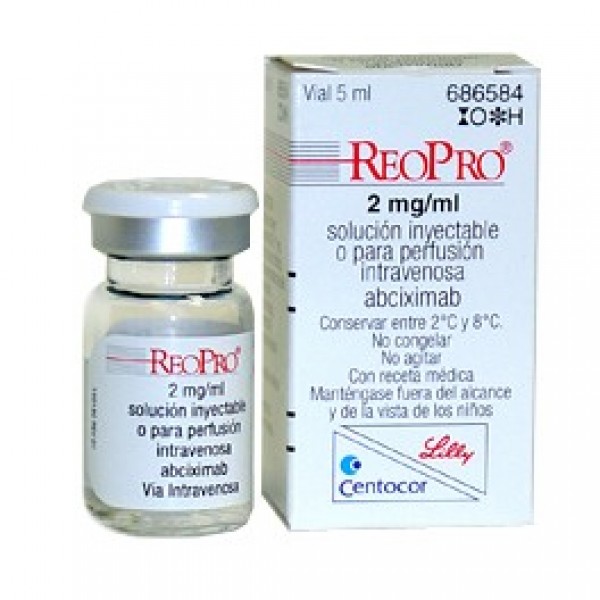 Vial 5 ml 686584
REOPRO®
2 mg/ml
solución inyectable
o para perfusión
intravenosa
abciximab
Conservar entre 2°C y 8°C.
No congelar
No agitar
Con receta médica
Manténgase fuera del alcance
y de la vista de los niños
Lilly
Centocor
REOPRO®
2 mg/ml
solución inyectable
o para perfusión
intravenosa
abciximab
Via Intravenosa